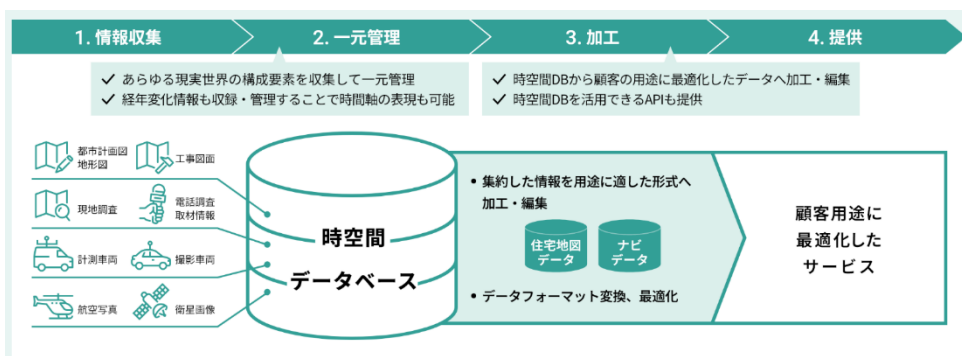 1. 情報収集
2. 一元管理
3. 加工
4. 提供
あらゆる現実世界の構成要素を収集して一元管理
経年変化情報も収録・管理することで時間軸の表現も可能
時空間DBから顧客の用途に最適化したデータへ加工・編集
時空間DBを活用できるAPIも提供
都市計画図
地形図
工事図面
現地調査
電話調査
取材情報
計測車両
撮影車両
航空写真
衛星画像
時空間
データベース
• 集約した情報を用途に適した形式へ
加工・編集
住宅地図
データ
ナビ
データ
• データフォーマット変換、最適化
顧客用途に
最適化した
サービス